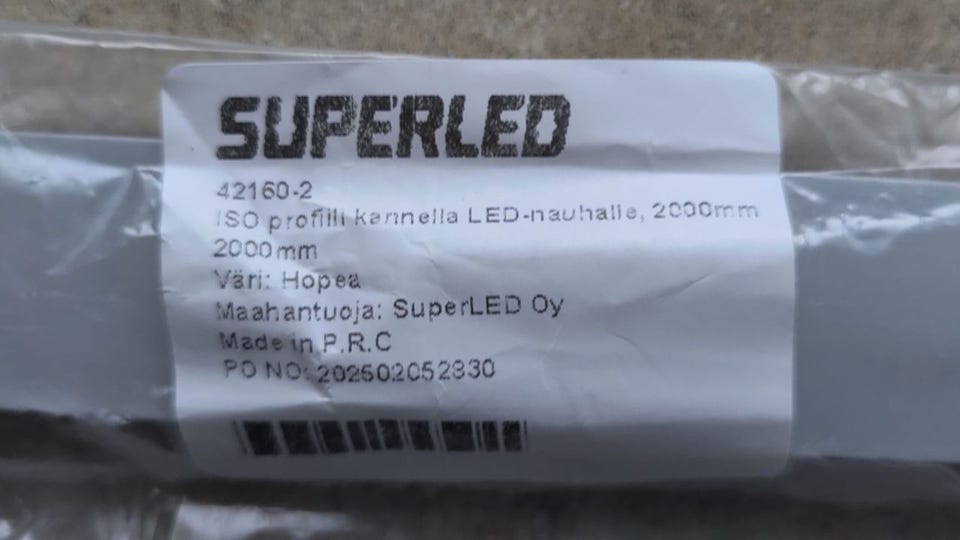 SUPERLED
42160-2
ISO profiili kannella LED-nauhalle, 2000mm
2000mm
Väri: Hopea
Maahantuoja: SuperLED Oy
Made in P.R.C
PO NO: 202502052330